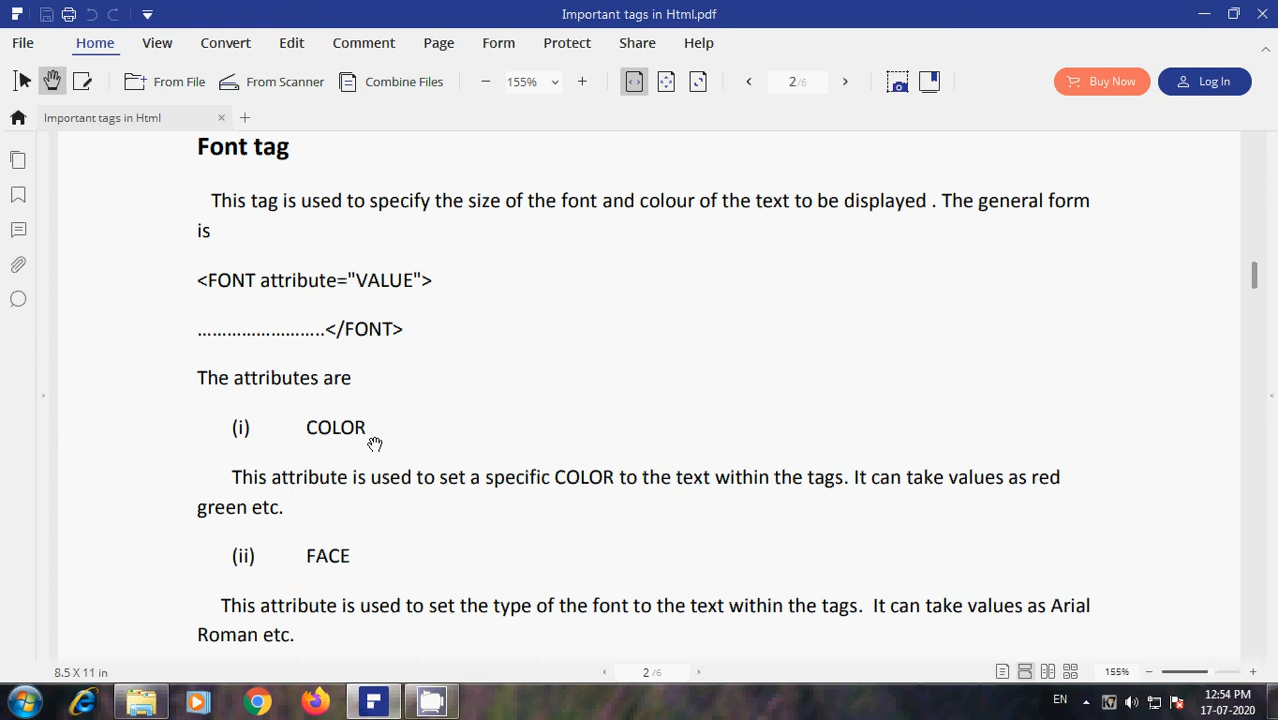 Important tags in Html.pdf
File Home View Convert Edit Comment Page Form Protect Share Help
From File From Scanner Combine Files 155% 2/6 Buy Now Log In
Important tags in Html
Font tag
This tag is used to specify the size of the font and colour of the text to be displayed . The general form
is
<FONT attribute="VALUE">
........................</FONT>
The attributes are
(i) COLOR
This attribute is used to set a specific COLOR to the text within the tags. It can take values as red
green etc.
(ii) FACE
This attribute is used to set the type of the font to the text within the tags. It can take values as Arial
Roman etc.
8.5 X 11 in 2/6 155%
EN 12:54 PM
17-07-2020